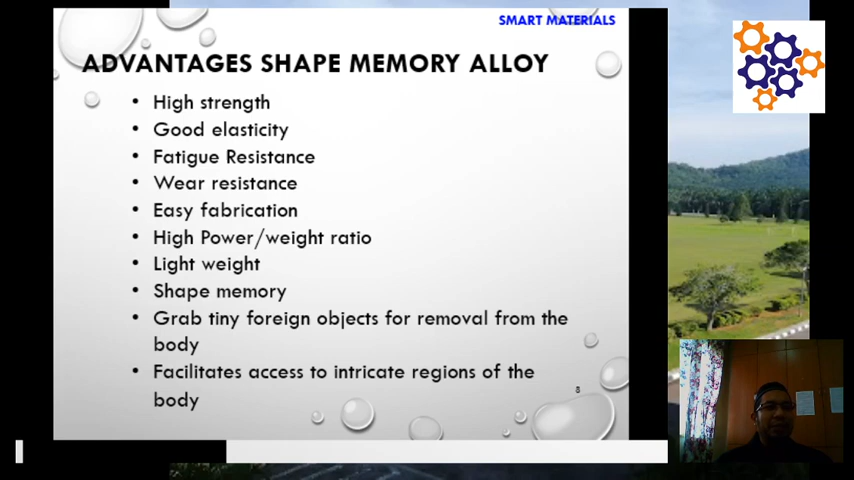 SMART MATERIALS
ADVANTAGES SHAPE MEMORY ALLOY
• High strength
• Good elasticity
• Fatigue Resistance
• Wear resistance
• Easy fabrication
• High Power/weight ratio
• Light weight
• Shape memory
• Grab tiny foreign objects for removal from the
body
• Facilitates access to intricate regions of the
body
8